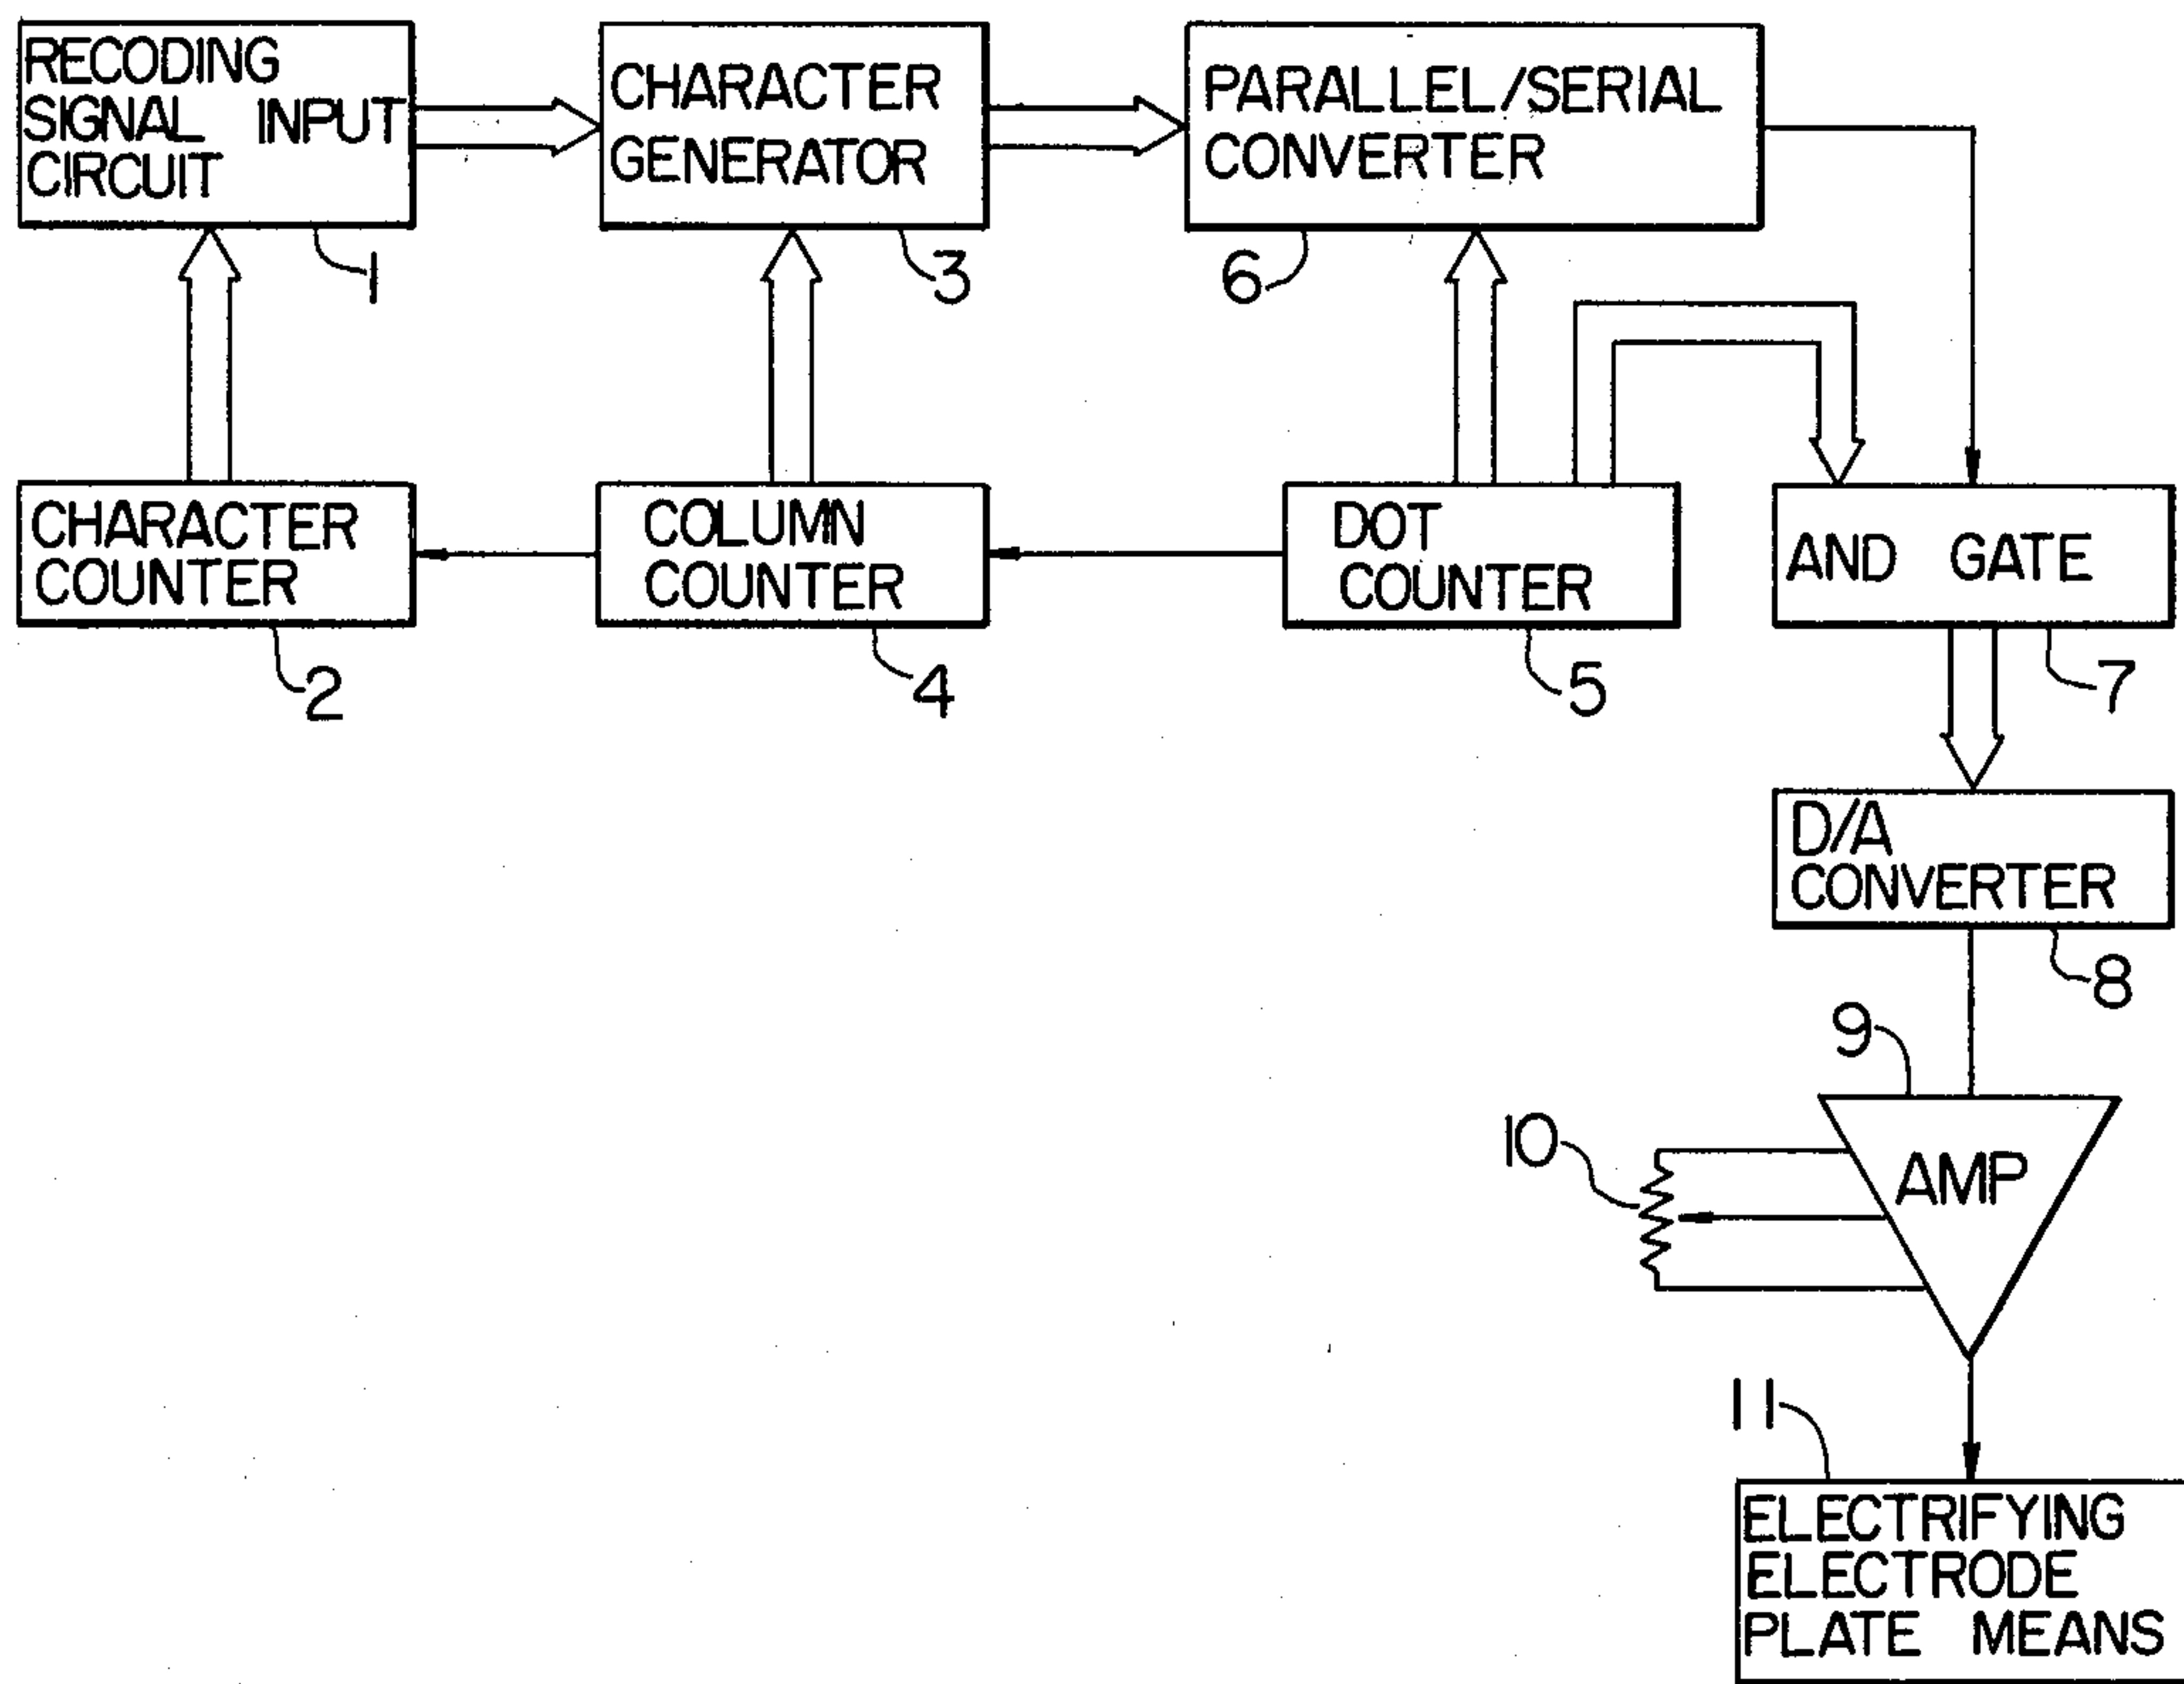 RECODING
SIGNAL INPUT
CIRCUIT
1
CHARACTER
GENERATOR
3
PARALLEL/SERIAL
CONVERTER
6
CHARACTER
COUNTER
2
COLUMN
COUNTER
4
DOT
COUNTER
5
AND GATE
7
D/A
CONVERTER
8
9
AMP
10
11
ELECTRIFYING
ELECTRODE
PLATE MEANS